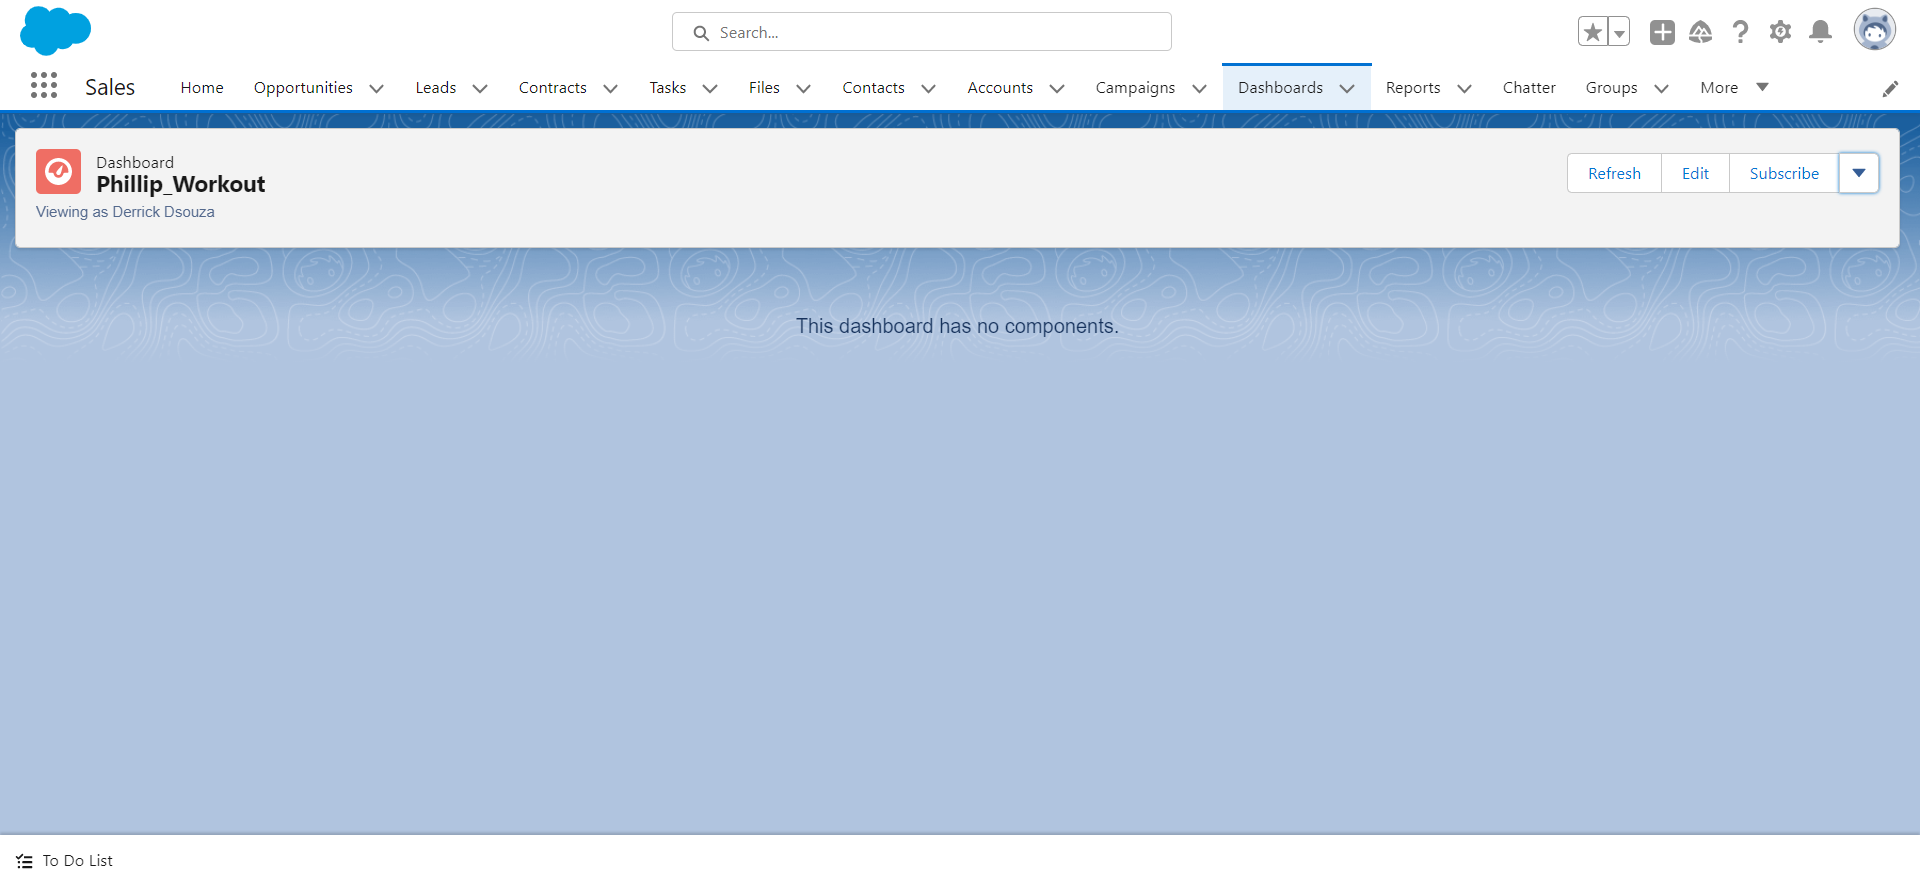 Search...
Sales
Home
Opportunities
Leads
Contracts
Tasks
Files
Contacts
Accounts
Campaigns
Dashboards
Reports
Chatter
Groups
More
Dashboard
Phillip_Workout
Viewing as Derrick Dsouza
Refresh
Edit
Subscribe
This dashboard has no components.
To Do List